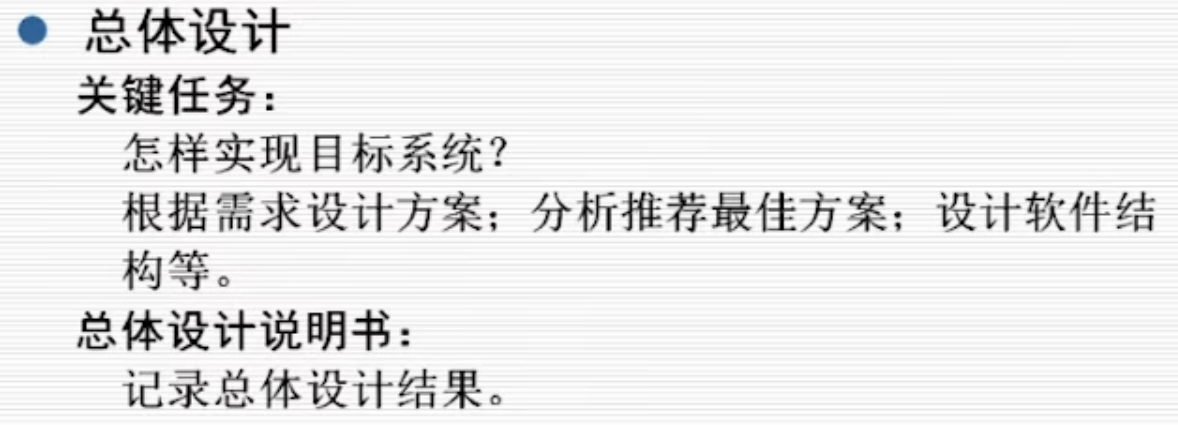 总体设计
关键任务：
怎样实现目标系统？
根据需求设计方案；分析推荐最佳方案；设计软件结
构等。
总体设计说明书：
记录总体设计结果。